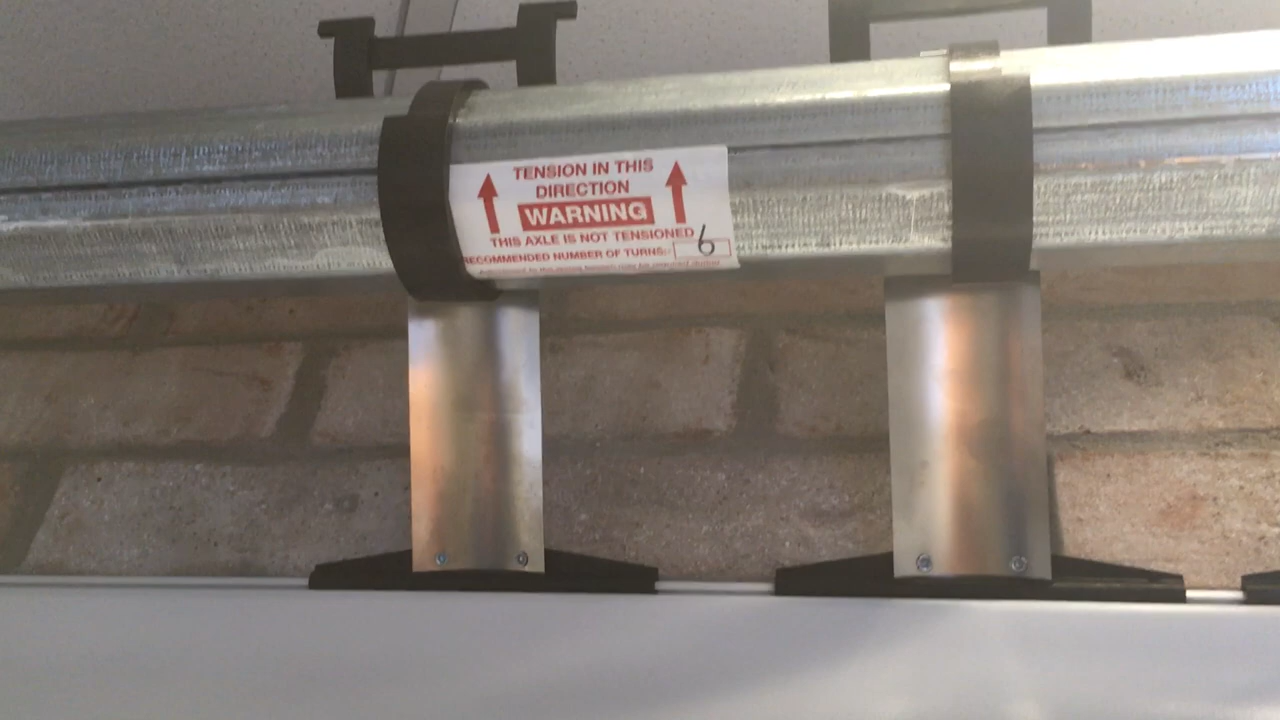 TENSION IN THIS
DIRECTION
WARNING
THIS AXLE IS NOT TENSIONED
RECOMMENDED NUMBER OF TURNS:- 6